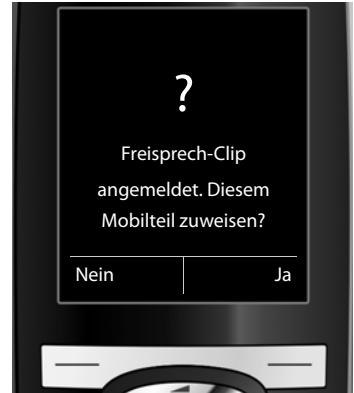 ?
Freisprech-Clip
angemeldet. Diesem
Mobilteil zuweisen?
Nein Ja